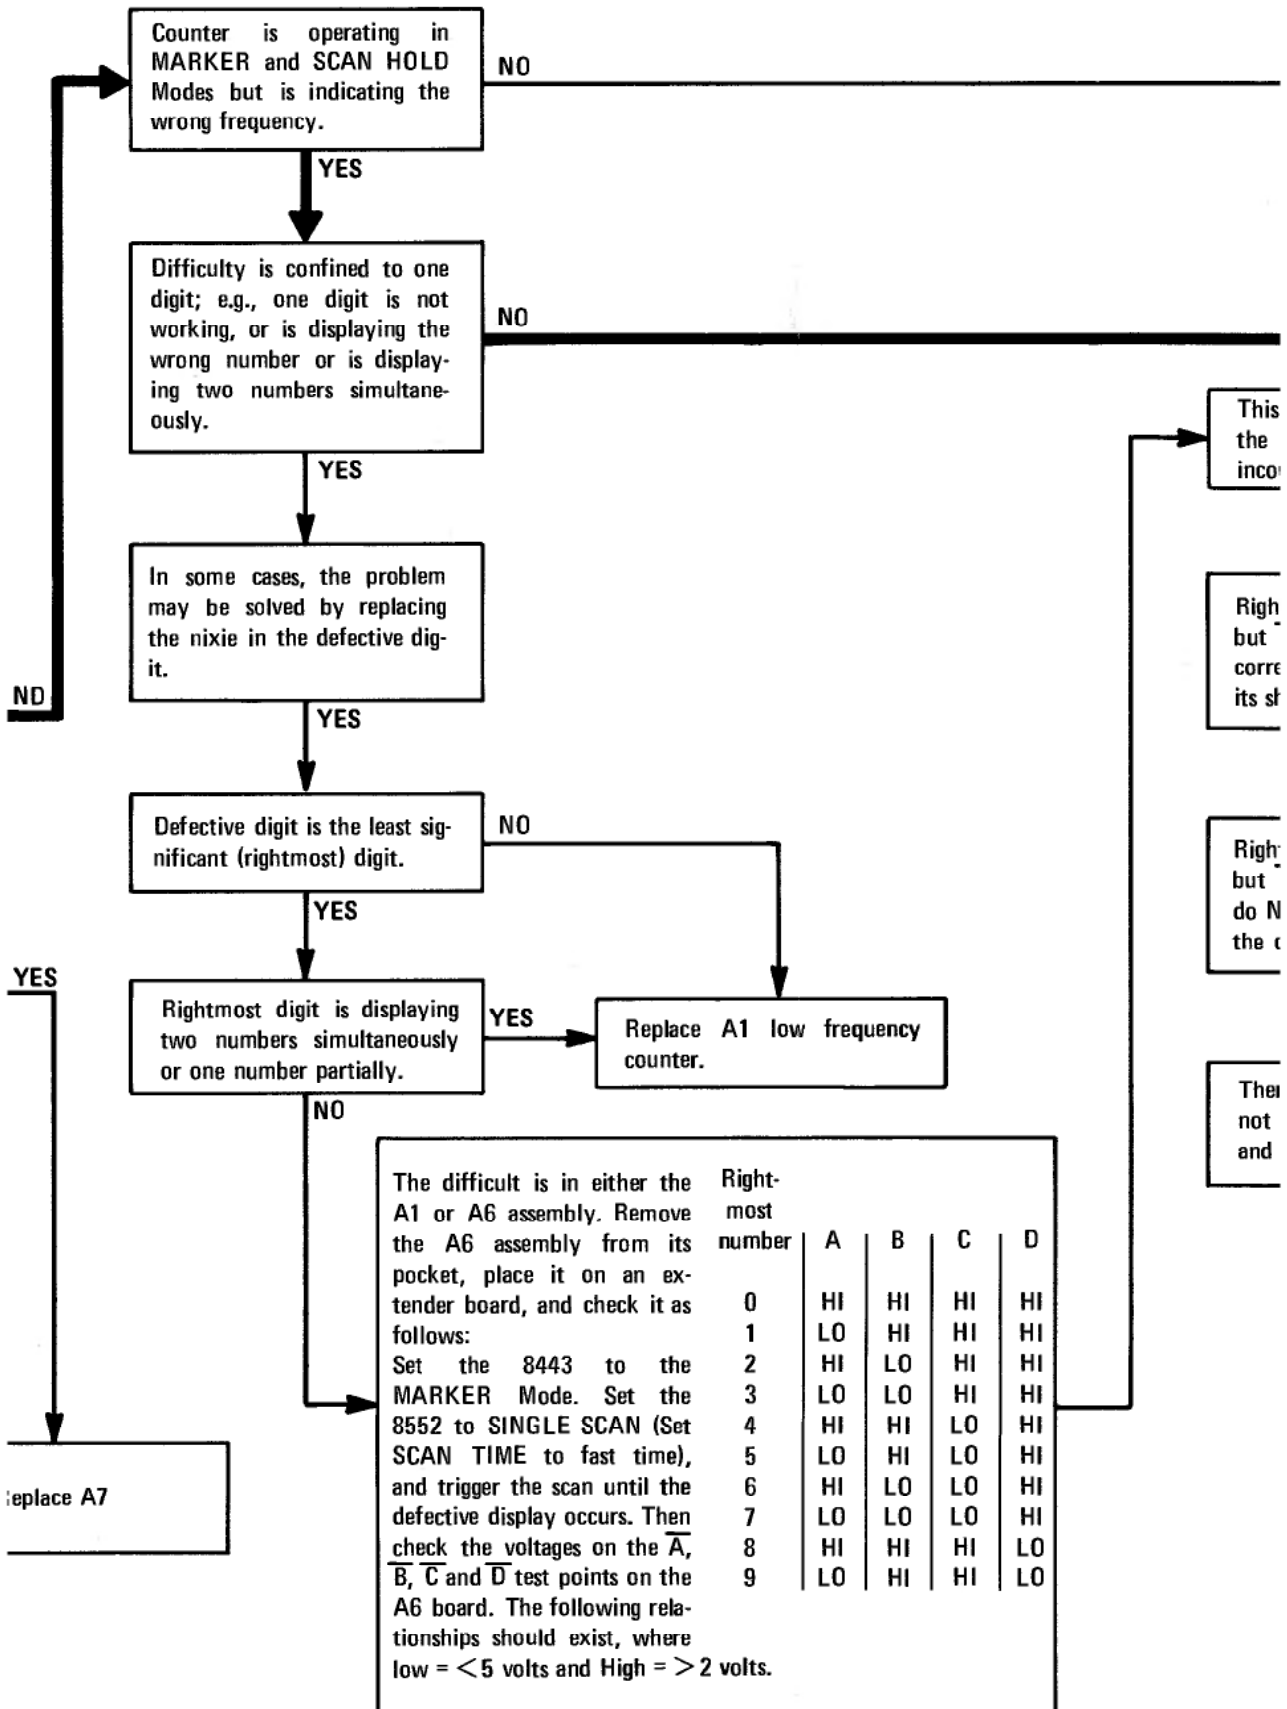 Counter is operating in
MARKER and SCAN HOLD
Modes but is indicating the
wrong frequency.
NO
YES
Difficulty is confined to one
digit; e.g., one digit is not
working, or is displaying the
wrong number or is display-
ing two numbers simultane-
ously.
NO
YES
This
the
In some cases, the problem
may be solved by replacing
the nixie in the defective dig-
it.
ND
YES
but
its
Defective digit is the least sig-
nificant (rightmost) digit.
NO
YES
but
do
the
YES
Rightmost digit is displaying
two numbers simultaneously
or one number partially.
YES
NO
Replace A1 low frequency
counter.
not
and
The difficult is in either the
A1 or A6 assembly. Remove
the A6 assembly from its
pocket, place it on an ex-
tender board, and check it as
follows:
Set the 8443 to the
MARKER Mode. Set the
8552 to SINGLE SCAN (Set
SCAN TIME to fast time),
and trigger the scan until the
defective display occurs. Then
check the voltages on the A̅,
B̅, C̅ and D̅ test points on the
A6 board. The following rela-
tionships should exist, where
low = <5 volts and High = >2 volts.
Right-
most
number A B C D
0 HI HI HI HI
1 LO HI HI HI
2 HI LO HI HI
3 LO LO HI HI
4 HI HI LO HI
5 LO HI LO HI
6 HI LO LO HI
7 LO LO LO HI
8 HI HI HI LO
9 LO HI HI LO
eplace A7